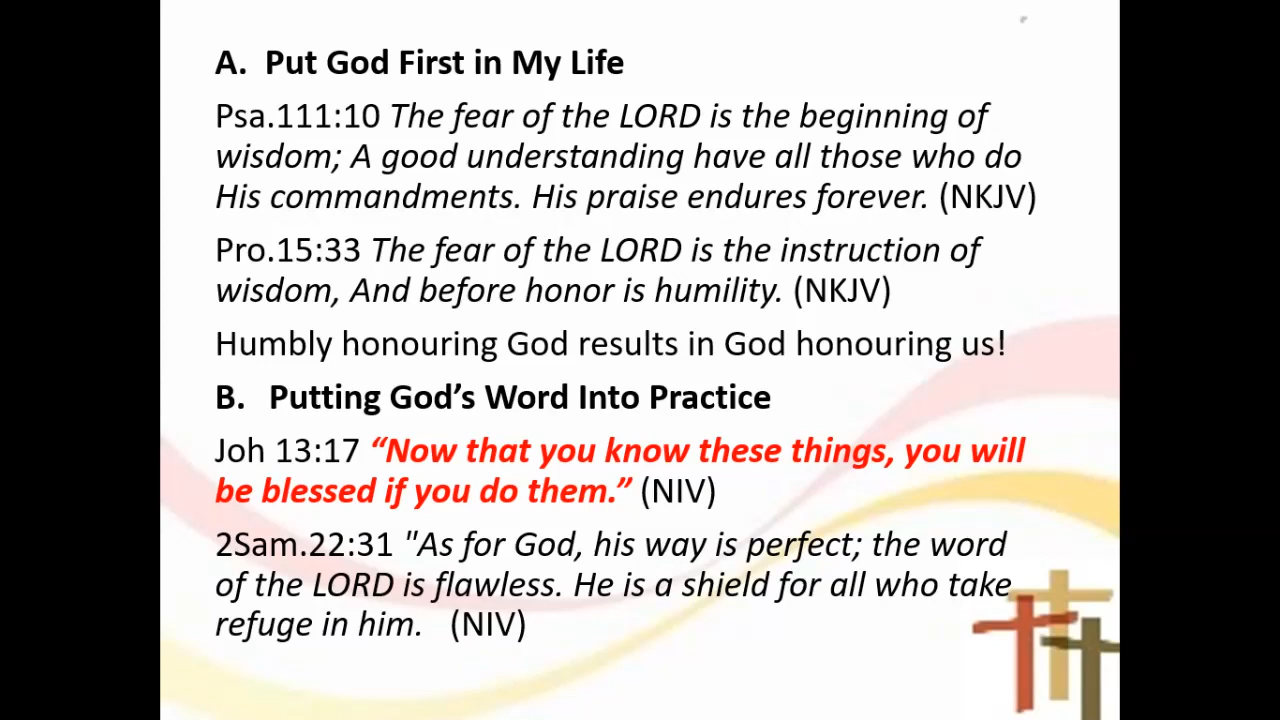 A. Put God First in My Life
Psa.111:10 The fear of the LORD is the beginning of
wisdom; A good understanding have all those who do
His commandments. His praise endures forever. (NKJV)
Pro.15:33 The fear of the LORD is the instruction of
wisdom, And before honor is humility. (NKJV)
Humbly honouring God results in God honouring us!
B. Putting God’s Word Into Practice
Joh 13:17 “Now that you know these things, you will
be blessed if you do them.” (NIV)
2Sam.22:31 "As for God, his way is perfect; the word
of the LORD is flawless. He is a shield for all who take
refuge in him. (NIV)